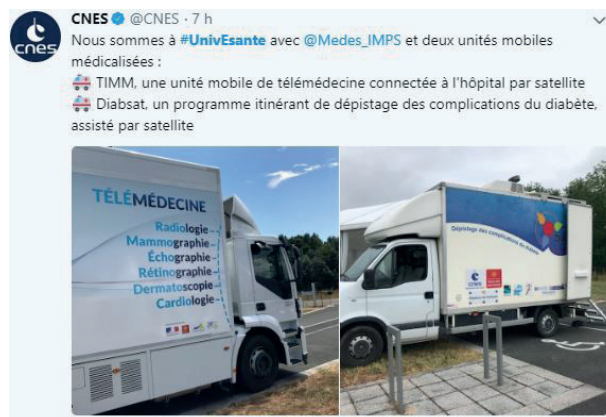 CNES @CNES · 7 h
cnes
Nous sommes à #UnivEsante avec @Medes_IMPS et deux unités mobiles
médicalisées :
TIMM, une unité mobile de télémédecine connectée à l'hôpital par satellite
Diabsat, un programme itinérant de dépistage des complications du diabète,
assisté par satellite
TÉLÉMÉDECINE
Radiologie
Mammographie
Échographie
Rétinographie
Dermatoscopie
Cardiologie
Dépistage des complications du diabète
cnes